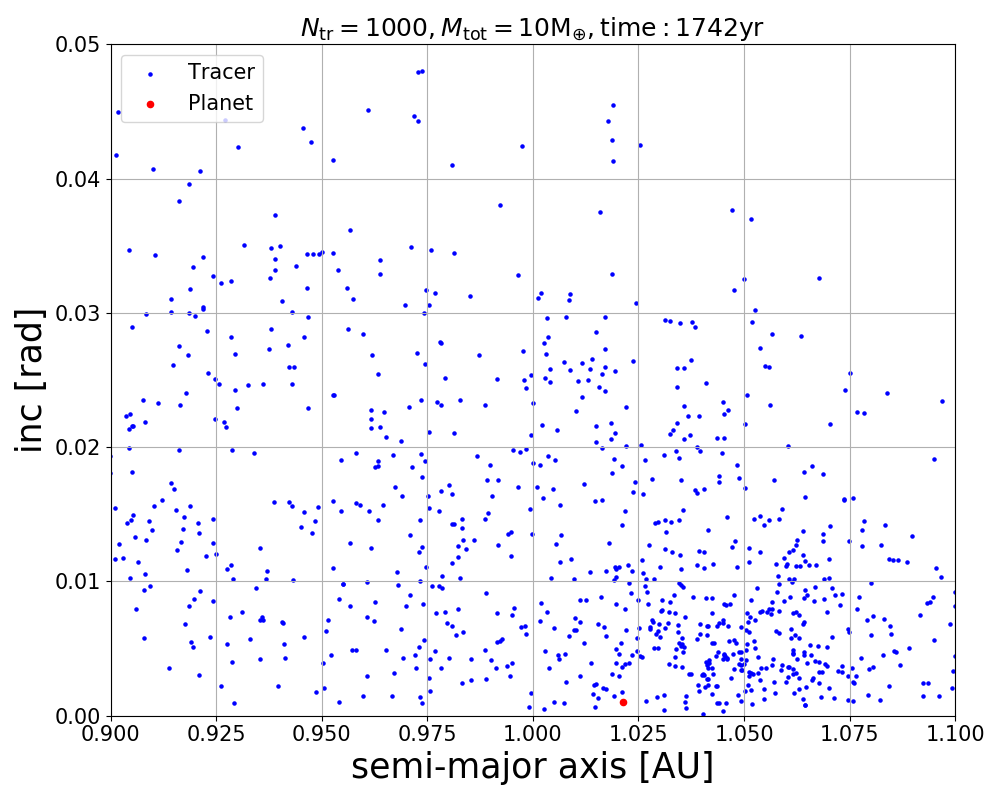 N_tr = 1000, M_tot = 10M_⊕, time : 1742yr
Tracer
Planet
0.05
0.04
0.03
0.02
0.01
0.00
inc [rad]
0.900 0.925 0.950 0.975 1.000 1.025 1.050 1.075 1.100
semi-major axis [AU]